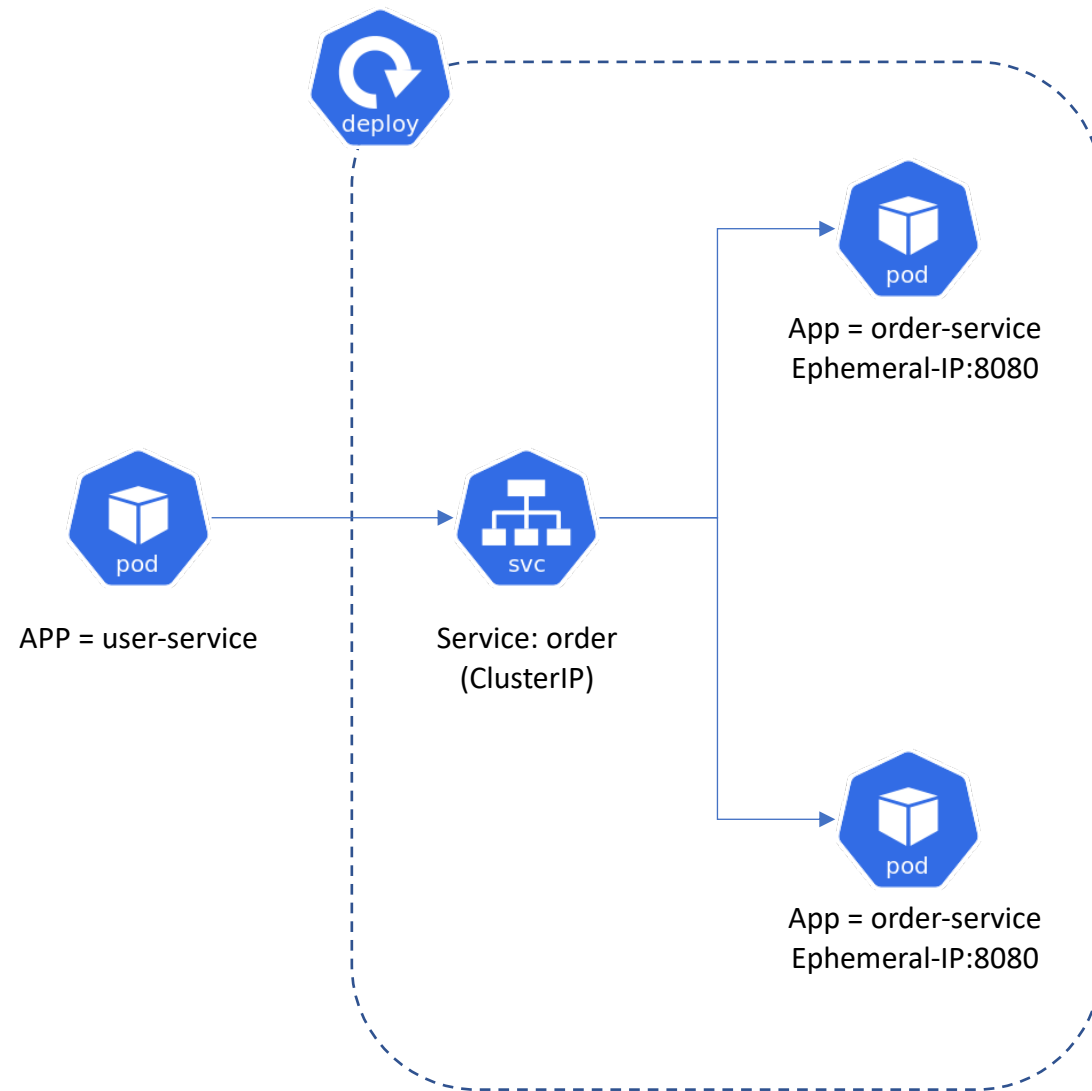 deploy
pod
App = order-service
Ephemeral-IP:8080
pod
APP = user-service
svc
Service: order
(ClusterIP)
pod
App = order-service
Ephemeral-IP:8080